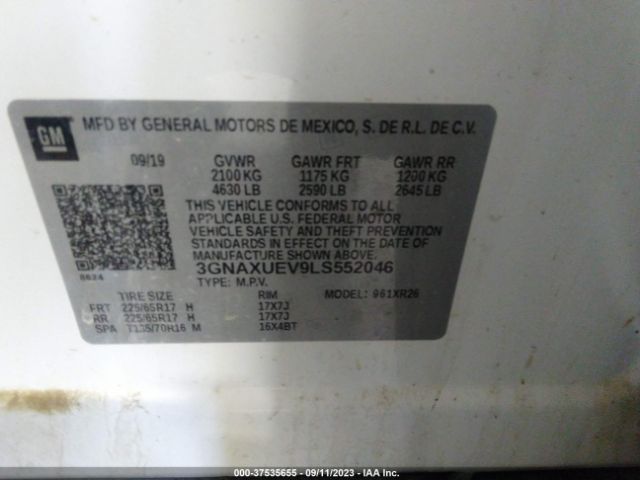 GM
MFD BY GENERAL MOTORS DE MEXICO, S. DE R.L. DE C.V.
09/19 GVWR GAWR FRT GAWR RR
2100 KG 1175 KG 1200 KG
4630 LB 2590 LB 2645 LB
THIS VEHICLE CONFORMS TO ALL
APPLICABLE U.S. FEDERAL MOTOR
VEHICLE SAFETY AND THEFT
PREVENTION STANDARDS IN
EFFECT ON THE DATE OF
MANUFACTURE SHOWN ABOVE.
8624 3GNAXUEV9LS552046
TYPE: M.P.V. MODEL: 961XR26
TIRE SIZE RIM
FRT 225/65R17 H 17X7J
RR 225/65R17 H 17X7J
SPA T135/70R16 M 16X4BT
000-37535655 - 09/11/2023 - IAA Inc.